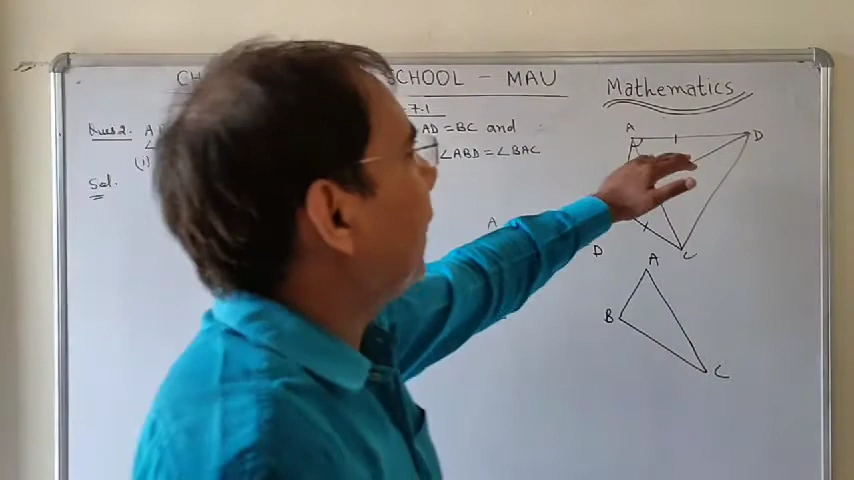 CH SCHOOL - MAU
Mathematics
7.1
Ques 2. A AD = BC and
(i) ∠ABD = ∠BAC
Sol.
A D
C
A
D
A
B
C